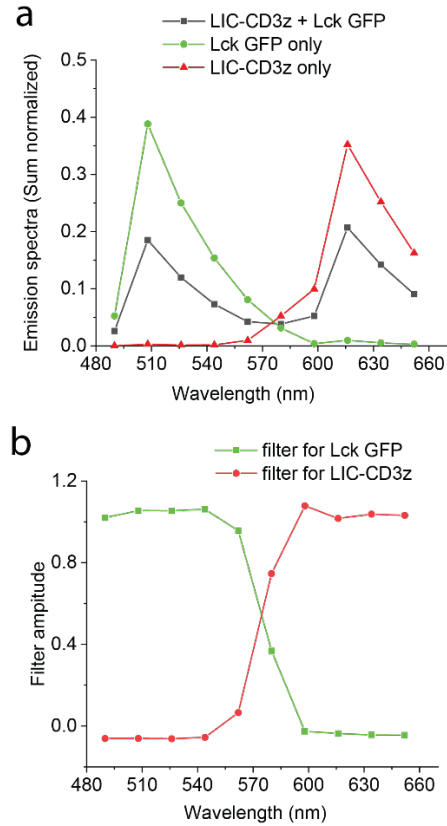 a
LIC-CD3z + Lck GFP
Lck GFP only
LIC-CD3z only
Emission spectra (Sum normalized)
0.5
0.4
0.3
0.2
0.1
0.0
480 510 540 570 600 630 660
Wavelength (nm)
b
filter for Lck GFP
filter for LIC-CD3z
Filter ampitude
1.2
0.8
0.4
0.0
480 510 540 570 600 630 660
Wavelength (nm)